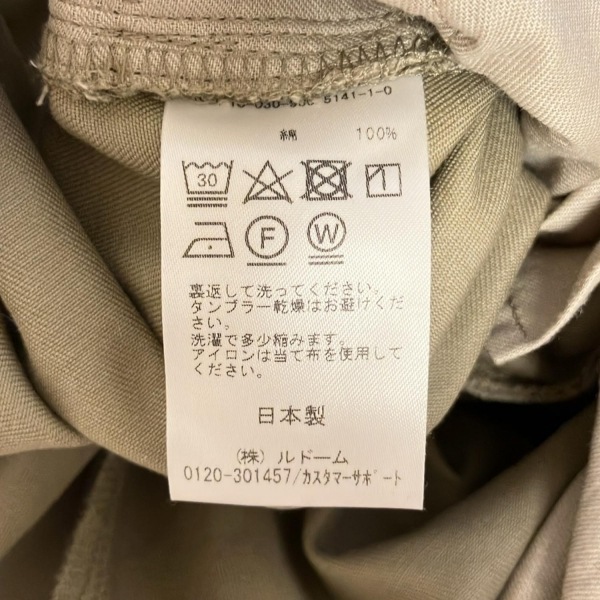 5141-1-0
綿 100%
30
F W
裏返して洗ってください。
タンブラー乾燥はお避けくだ
さい。
洗濯で多少縮みます。
アイロンは当て布を使用して
ください。
日本製
(株) ルドーム
0120-301457/カスタマーサポート